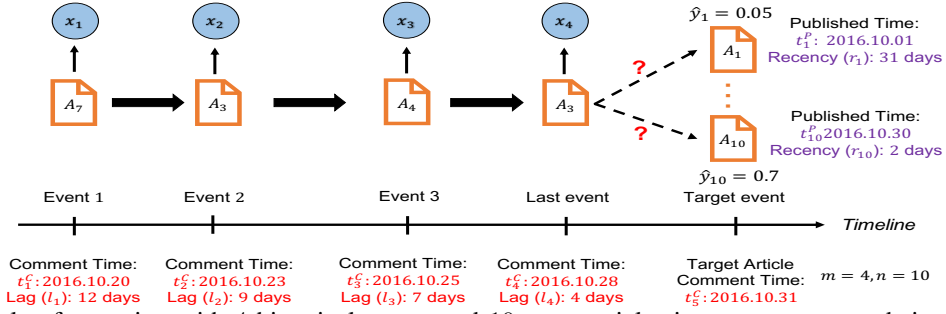 x₁ x₂ x₃ x₄ ŷ₁ = 0.05
A₇ A₃ A₄ A₃ A₁
? ?
Published Time:
t₁ᴾ: 2016.10.01
Recency (r₁): 31 days
Published Time:
t₁₀ᴾ 2016.10.30
Recency (r₁₀): 2 days
A₁₀
ŷ₁₀ = 0.7
Event 1 Event 2 Event 3 Last event Target event
Timeline
Comment Time:
t₁ᶜ: 2016.10.20
Lag (l₁): 12 days
Comment Time:
t₂ᶜ: 2016.10.23
Lag (l₂): 9 days
Comment Time:
t₃ᶜ: 2016.10.25
Lag (l₃): 7 days
Comment Time:
t₄ᶜ: 2016.10.28
Lag (l₄): 4 days
Target Article
Comment Time:
t₅ᶜ: 2016.10.31
m = 4, n = 10